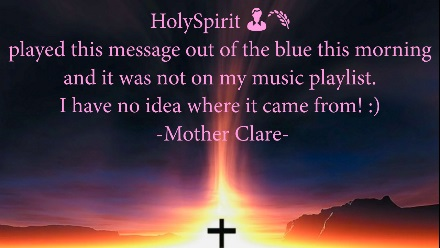 HolySpirit
played this message out of the blue this morning
and it was not on my music playlist.
I have no idea where it came from! :)
-Mother Clare-